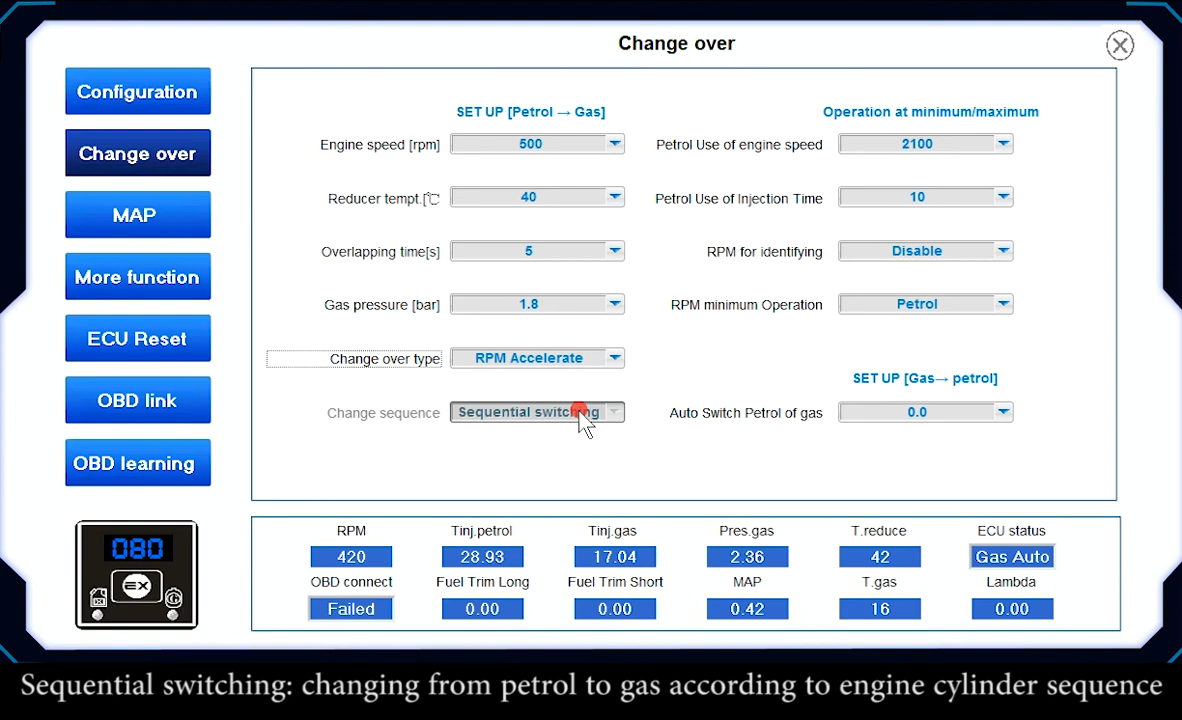 Change over
Configuration
Change over
MAP
More function
ECU Reset
OBD link
OBD learning
SET UP [Petrol → Gas]
Engine speed [rpm] 500
Reducer tempt.[℃ 40
Overlapping time[s] 5
Gas pressure [bar] 1.8
Change over type RPM Accelerate
Change sequence Sequential switching
Operation at minimum/maximum
Petrol Use of engine speed 2100
Petrol Use of Injection Time 10
RPM for identifying Disable
RPM minimum Operation Petrol
SET UP [Gas→ petrol]
Auto Switch Petrol of gas 0.0
080
EX
RPM Tinj.petrol Tinj.gas Pres.gas T.reduce ECU status
420 28.93 17.04 2.36 42 Gas Auto
OBD connect Fuel Trim Long Fuel Trim Short MAP T.gas Lambda
Failed 0.00 0.00 0.42 16 0.00
Sequential switching: changing from petrol to gas according to engine cylinder sequence